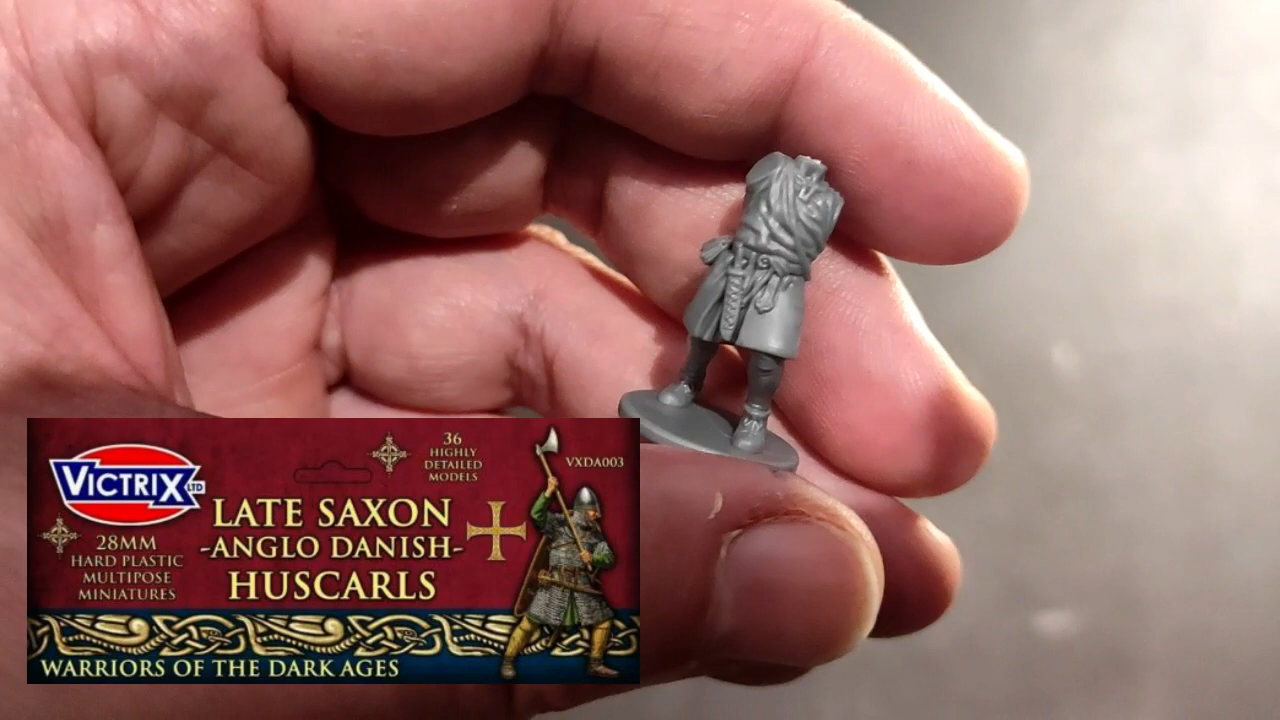 VICTRIX LTD
28MM
HARD PLASTIC
MULTIPOSE
MINIATURES
36
HIGHLY
DETAILED
MODELS
VXDA003
LATE SAXON
-ANGLO DANISH-
HUSCARLS
WARRIORS OF THE DARK AGES